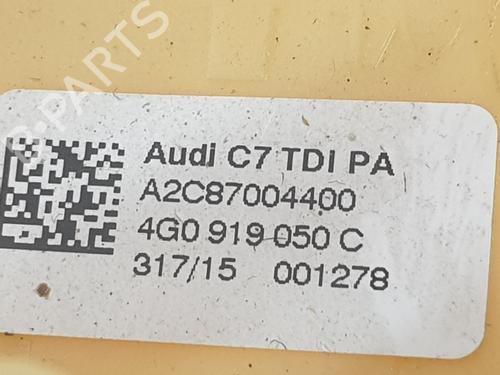 B-PARTS
Audi C7 TDI PA
A2C87004400
4G0 919 050 C
317/15 001278